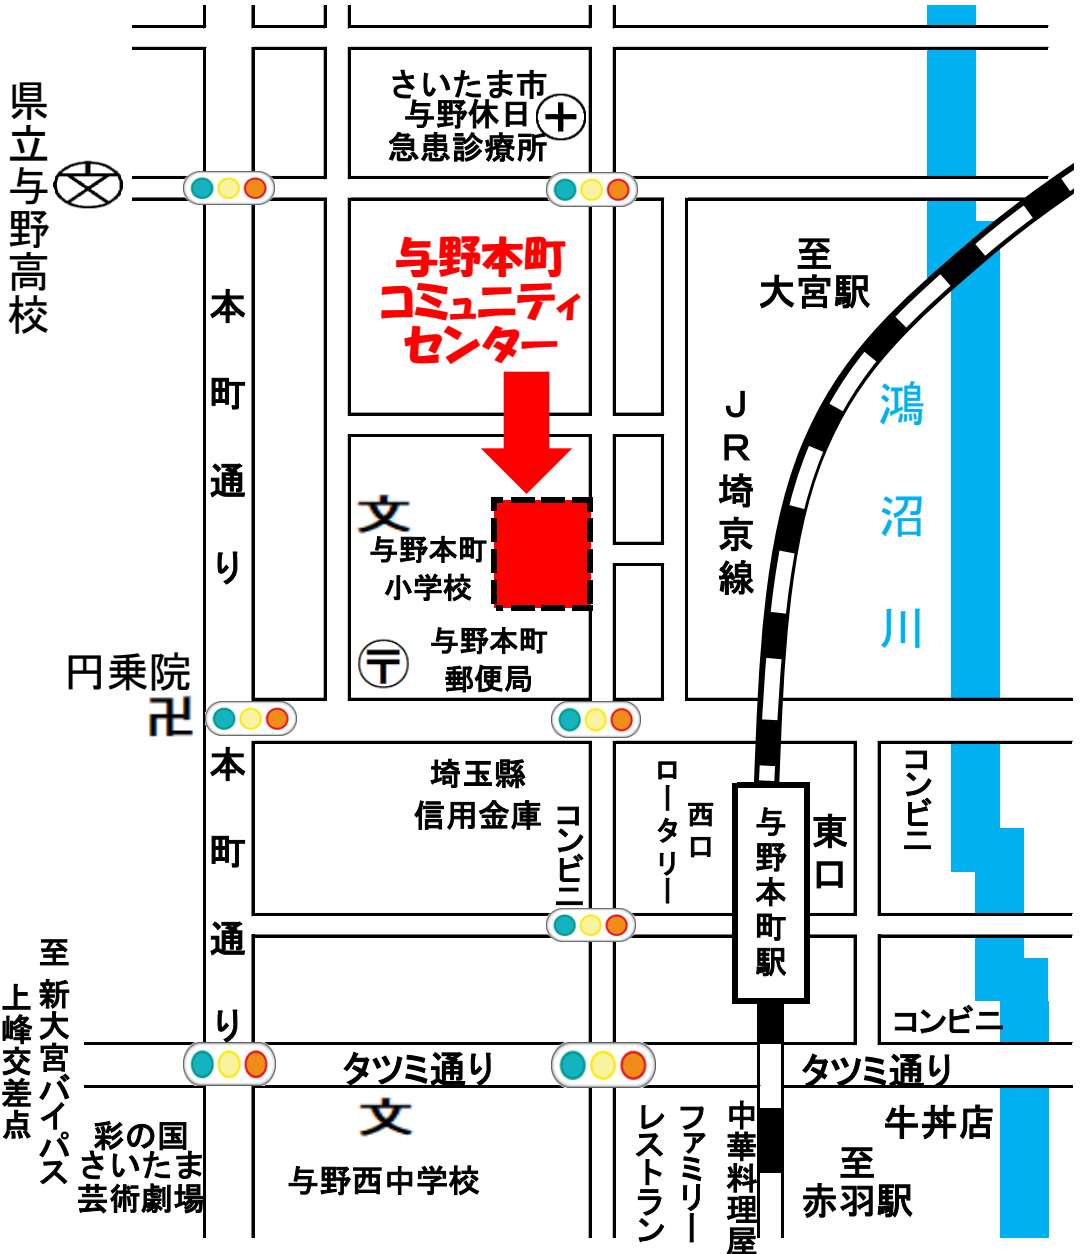 さいたま市
与野休日
急患診療所
県立与野高校
与野本町
コミュニティ
センター
至
大宮駅
本町通り
JR埼京線
鴻沼川
文
与野本町
小学校
〒
与野本町
郵便局
円乗院
卍
本町通り
埼玉縣
信用金庫
コンビニ
西口
ロータリー
与野本町駅
東口
コンビニ
コンビニ
至 新大宮バイパス
上峰交差点
タツミ通り
タツミ通り
彩の国
さいたま
芸術劇場
文
与野西中学校
ファミリー
レストラン
中華料理屋
牛丼店
至
赤羽駅